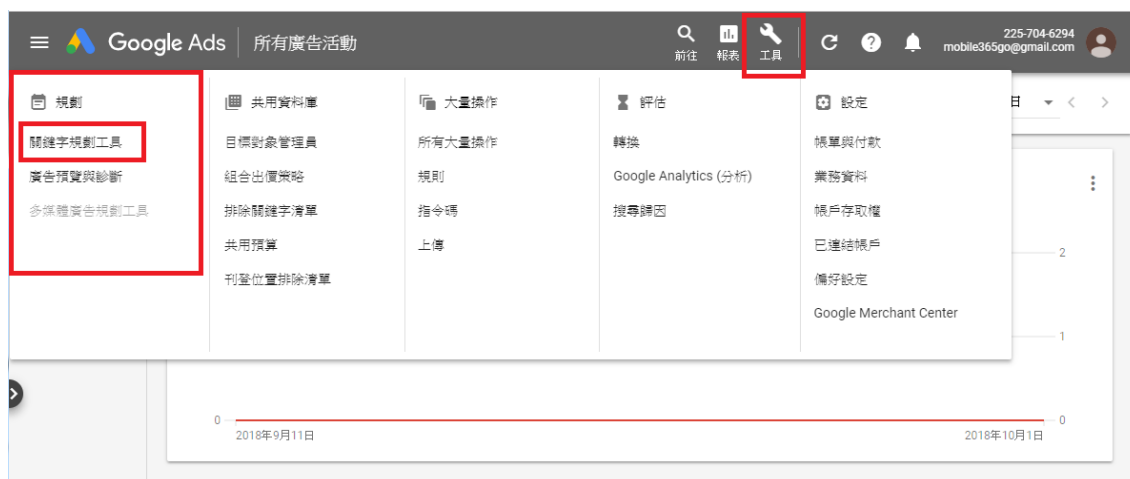 Google Ads 所有廣告活動
前往
報表
工具
225-704-6294
mobile365go@gmail.com
規劃
關鍵字規劃工具
廣告預覽與診斷
多媒體廣告規劃工具
共用資料庫
目標對象管理員
組合出價策略
排除關鍵字清單
共用預算
刊登位置排除清單
大量操作
所有大量操作
規則
指令碼
上傳
評估
轉換
Google Analytics (分析)
搜尋歸因
設定
帳單與付款
業務資料
帳戶存取權
已連結帳戶
偏好設定
Google Merchant Center
日
2
1
0
0
2018年9月11日
2018年10月1日